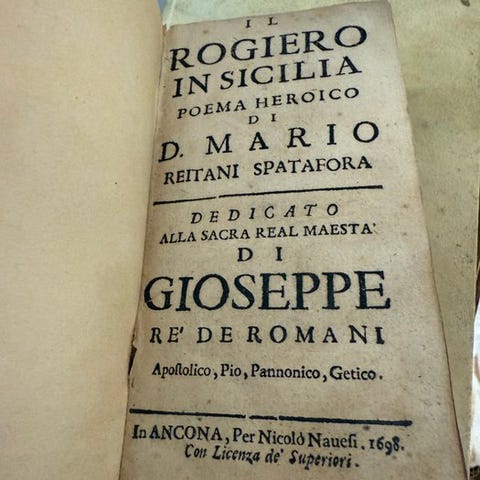 IL
ROGIERO
IN SICILIA
POEMA HEROICO
DI
D. MARIO
REITANI SPATAFORA
DEDICATO
ALLA SACRA REAL MAESTA'
DI
GIOSEPPE
RE' DE ROMANI
Apoſtolico, Pio, Pannonico, Getico.
In ANCONA, Per Nicolò Naueſi. 1698.
Con Licenza de' Superiori.